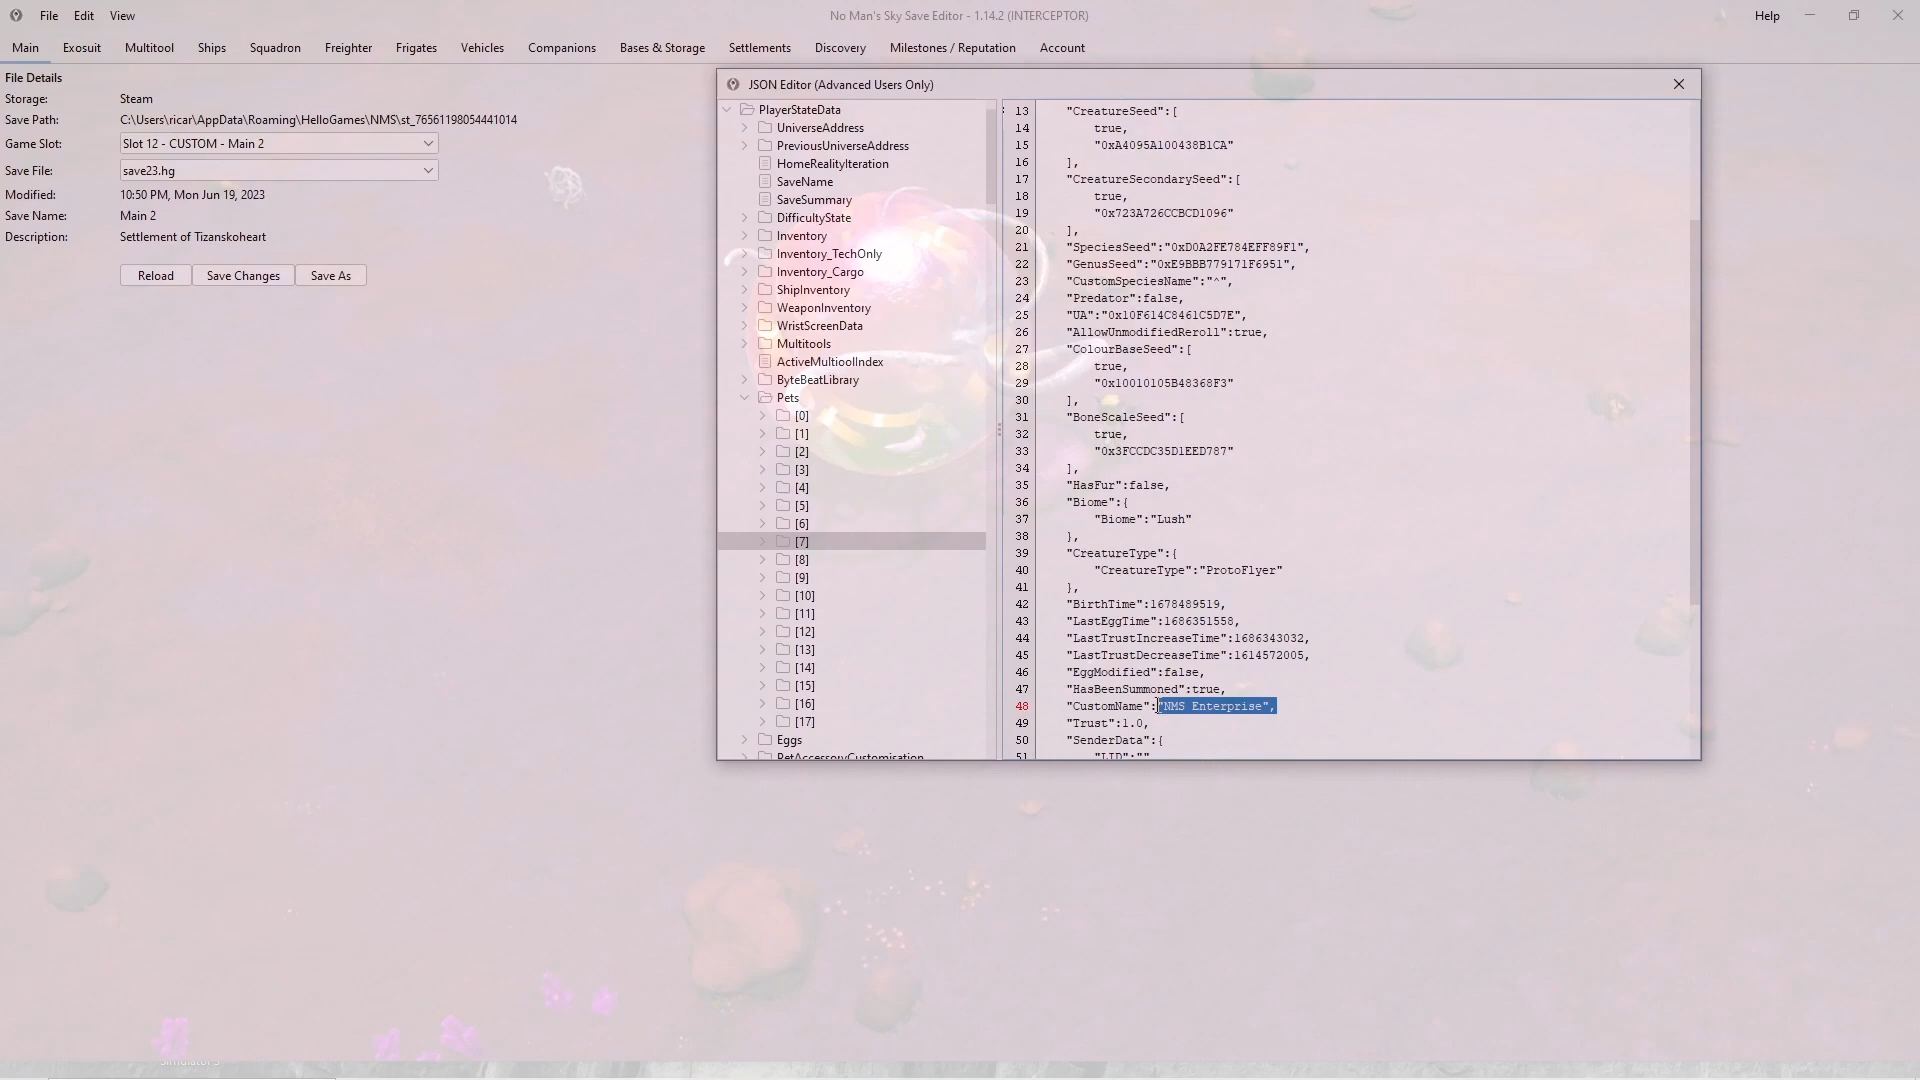 File Edit View
No Man's Sky Save Editor - 1.14.2 (INTERCEPTOR)
Help
Main Exosuit Multitool Ships Squadron Freighter Frigates Vehicles Companions Bases & Storage Settlements Discovery Milestones / Reputation Account
File Details
Storage: Steam
Save Path: C:\Users\ricar\AppData\Roaming\HelloGames\NMS\st_76561198054441014
Game Slot: Slot 12 - CUSTOM - Main 2
Save File: save23.hg
Modified: 10:50 PM, Mon Jun 19, 2023
Save Name: Main 2
Description: Settlement of Tizanskoheart
Reload Save Changes Save As
JSON Editor (Advanced Users Only)
PlayerStateData
UniverseAddress
PreviousUniverseAddress
HomeRealityIteration
SaveName
SaveSummary
DifficultyState
Inventory
Inventory_TechOnly
Inventory_Cargo
ShipInventory
WeaponInventory
WristScreenData
Multitools
ActiveMultioolIndex
ByteBeatLibrary
Pets
[0]
[1]
[2]
[3]
[4]
[5]
[6]
[7]
[8]
[9]
[10]
[11]
[12]
[13]
[14]
[15]
[16]
[17]
Eggs
PetAccessoryCustomisation
13 "CreatureSeed":[
14 true,
15 "0xA4095A100438B1CA"
16 ],
17 "CreatureSecondarySeed":[
18 true,
19 "0x723A726CCBCD1096"
20 ],
21 "SpeciesSeed":"0xD0A2FE784EFF89F1",
22 "GenusSeed":"0xE9BBB779171F6951",
23 "CustomSpeciesName":"^",
24 "Predator":false,
25 "UA":"0x10F614C8461C5D7E",
26 "AllowUnmodifiedReroll":true,
27 "ColourBaseSeed":[
28 true,
29 "0x10010105B48368F3"
30 ],
31 "BoneScaleSeed":[
32 true,
33 "0x3FCCDC35D1EED787"
34 ],
35 "HasFur":false,
36 "Biome":{
37 "Biome":"Lush"
38 },
39 "CreatureType":{
40 "CreatureType":"ProtoFlyer"
41 },
42 "BirthTime":1678489519,
43 "LastEggTime":1686351558,
44 "LastTrustIncreaseTime":1686343032,
45 "LastTrustDecreaseTime":1614572005,
46 "EggModified":false,
47 "HasBeenSummoned":true,
48 "CustomName":"NMS Enterprise",
49 "Trust":1.0,
50 "SenderData":{
51 "LID":""